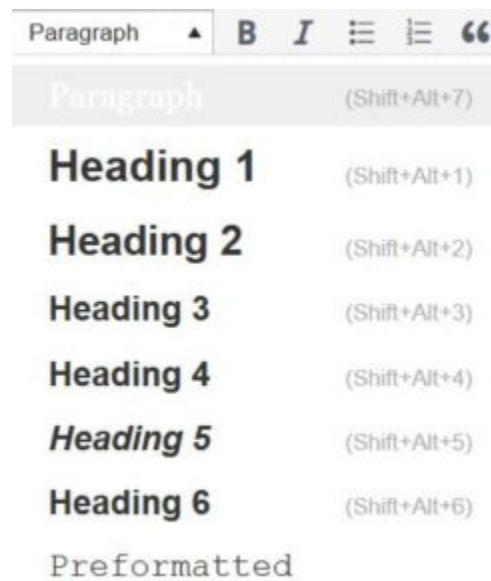 Paragraph ▲ B I “
Paragraph (Shift+Alt+7)
Heading 1 (Shift+Alt+1)
Heading 2 (Shift+Alt+2)
Heading 3 (Shift+Alt+3)
Heading 4 (Shift+Alt+4)
Heading 5 (Shift+Alt+5)
Heading 6 (Shift+Alt+6)
Preformatted